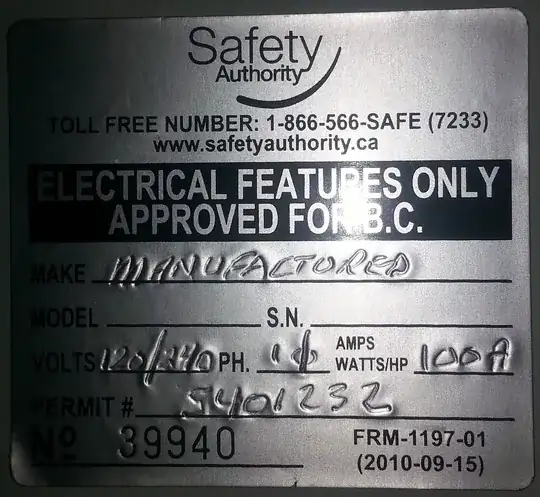 Safety
Authority
TOLL FREE NUMBER: 1-866-566-SAFE (7233)
www.safetyauthority.ca
ELECTRICAL FEATURES ONLY
APPROVED FOR B.C.
MAKE MANUFACTORED
MODEL S.N.
VOLTS 120/240 PH. 1ϕ AMPS WATTS/HP 100A
PERMIT # 9401232
Nº 39940 FRM-1197-01
(2010-09-15)